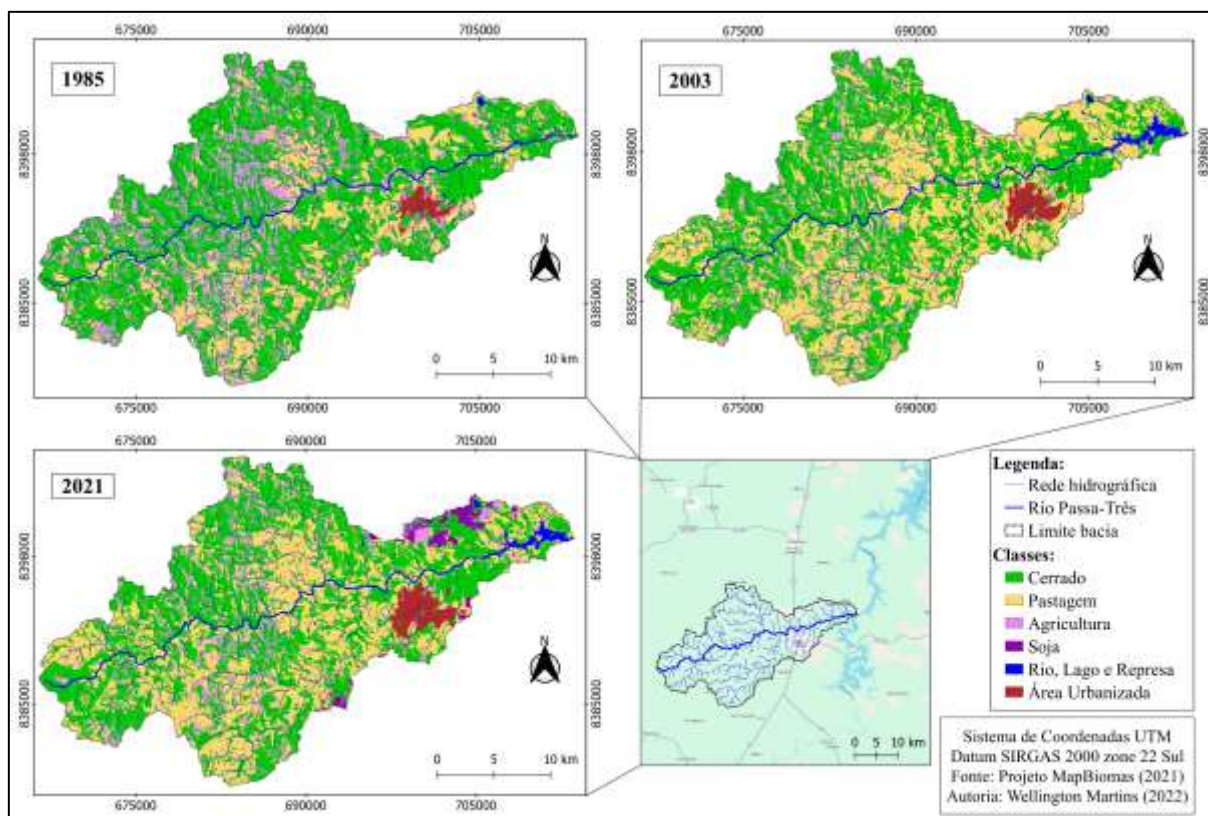 675000 690000 705000
675000 690000 705000
1985
2003
8398000
8398000
8398000
8398000
N
N
8385000
8385000
8385000
8385000
0 5 10 km
0 5 10 km
675000 690000 705000
675000 690000 705000
675000 690000 705000
2021
8398000
8398000
N
8385000
8385000
0 5 10 km
675000 690000 705000
0 5 10 km
Legenda:
Rede hidrográfica
Rio Passa-Três
Limite bacia
Classes:
Cerrado
Pastagem
Agricultura
Soja
Rio, Lago e Represa
Área Urbanizada
Sistema de Coordenadas UTM
Datum SIRGAS 2000 zone 22 Sul
Fonte: Projeto MapBiomas (2021)
Autoria: Wellington Martins (2022)